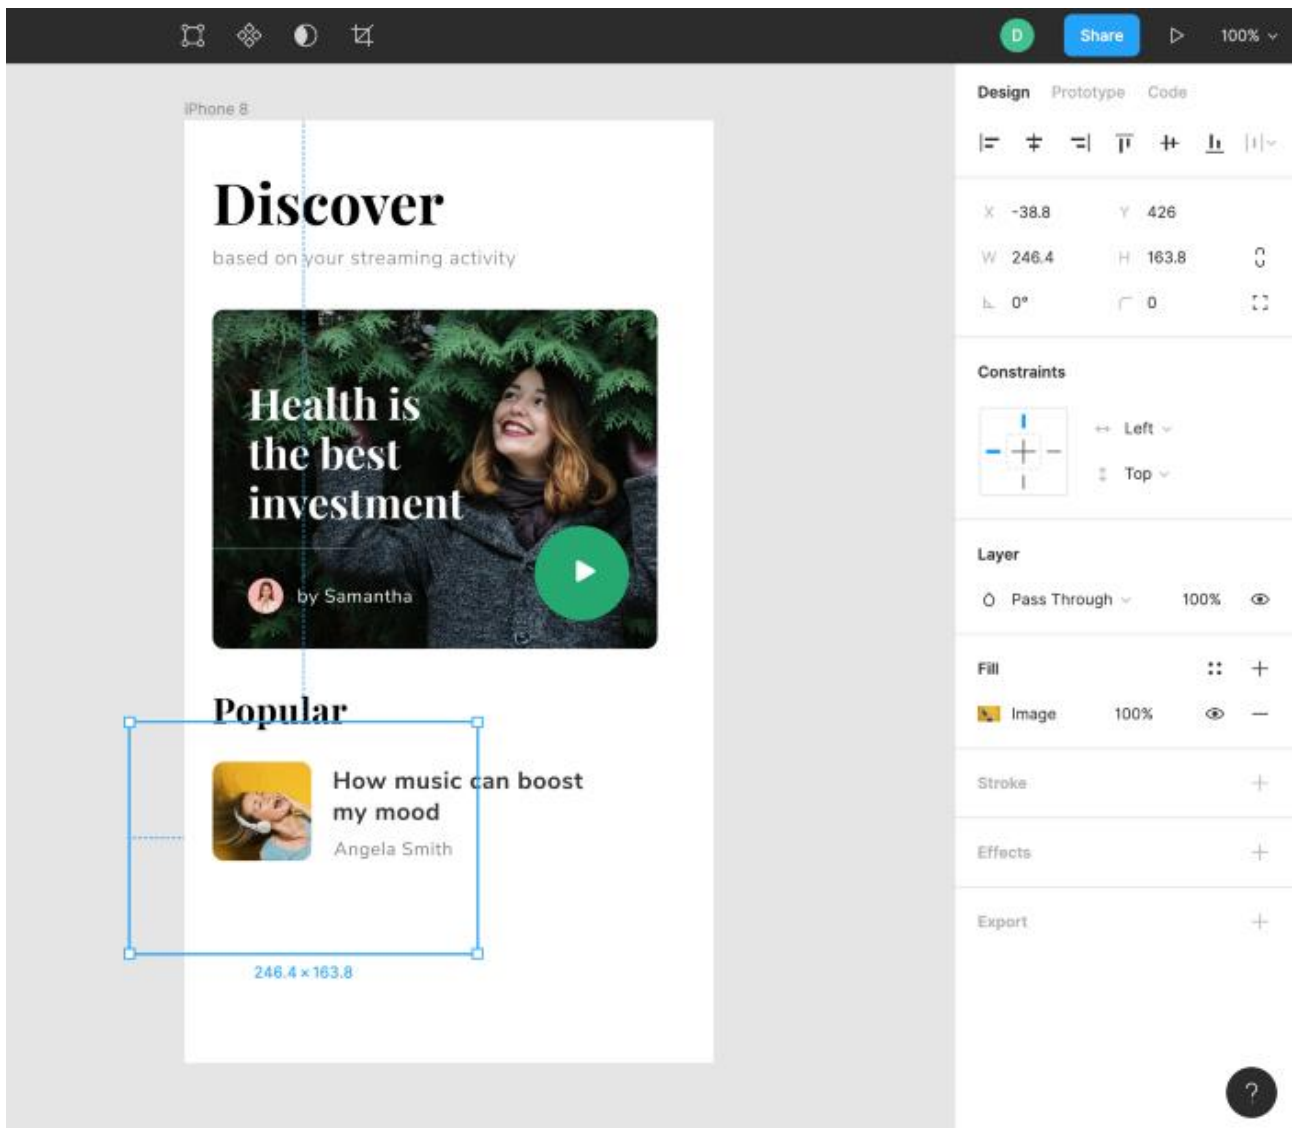 D Share 100%
iPhone 8
Discover
based on your streaming activity
Health is
the best
investment
by Samantha
Popular
How music can boost
my mood
Angela Smith
246.4 × 163.8
Design Prototype Code
X -38.8 Y 426
W 246.4 H 163.8
0° 0
Constraints
Left
Top
Layer
Pass Through 100%
Fill
Image 100%
Stroke
Effects
Export
?